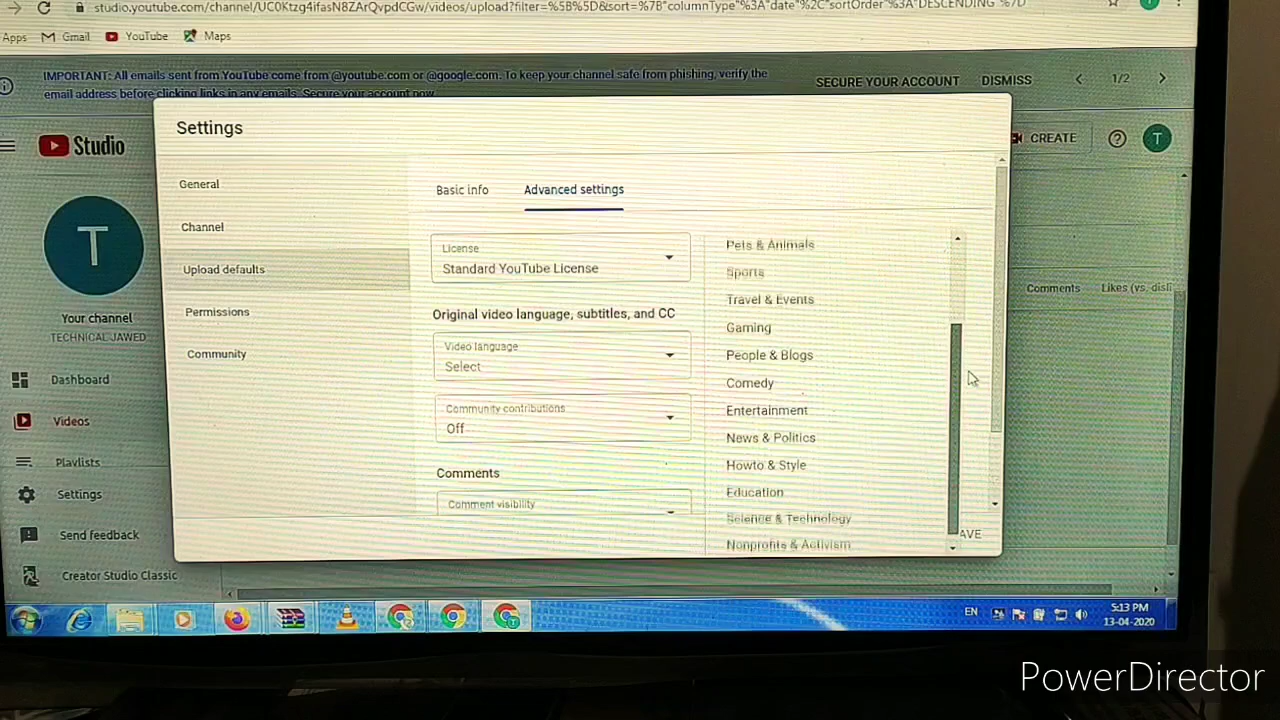 studio.youtube.com/channel/UC0Ktzg4ifasN8ZArQvpdCGw/videos/upload?filter=%5B%5D&sort=%7B"columnType"%3A"date"%2C"sortOrder"%3A"DESCENDING"%7D
Apps Gmail YouTube Maps
IMPORTANT: All emails sent from YouTube come from @youtube.com or @google.com. To keep your channel safe from phishing, verify the
email address before clicking links in any emails. Secure your account now
SECURE YOUR ACCOUNT DISMISS 1/2
Settings
Studio
CREATE
T
General
Basic info Advanced settings
Channel
Upload defaults
Permissions
Community
T
Your channel
TECHNICAL JAWED
Dashboard
Videos
Playlists
Settings
Send feedback
Creator Studio Classic
License
Standard YouTube License
Original video language, subtitles, and CC
Video language
Select
Community contributions
Off
Comments
Comment visibility
Pets & Animals
Sports
Travel & Events
Gaming
People & Blogs
Comedy
Entertainment
News & Politics
Howto & Style
Education
Science & Technology
Nonprofits & Activism
AVE
Comments Likes (vs. disli
EN
5:13 PM
13-04-2020
PowerDirector